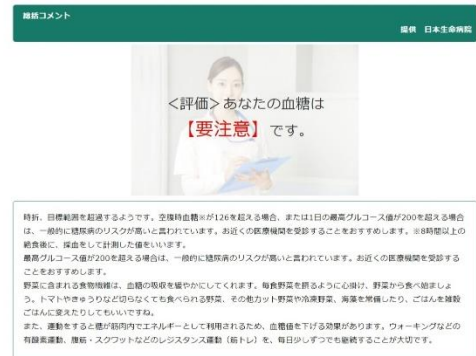 総括コメント
提供　日本生命病院
＜評価＞あなたの血糖は
【要注意】です。
時折、目標範囲を超過するようです。空腹時血糖※が126を超える場合、または1日の最高グルコース値が200を超える場合
は、一般的に糖尿病のリスクが高いと言われています。お近くの医療機関を受診することをおすすめします。※8時間以上の
絶食後に、採血をして計測した値をいいます。
最高グルコース値が200を超える場合は、一般的に糖尿病のリスクが高いと言われています。お近くの医療機関を受診する
ことをおすすめします。
野菜に含まれる食物繊維は、血糖の吸収を緩やかにしてくれます。毎食野菜を摂るように心掛け、野菜から食べ始めましょ
う。トマトやきゅうりなど切らなくても食べられる野菜、その他カット野菜や冷凍野菜、海藻を常備したり、ごはんを雑穀
ごはんに変えたりしてもいいですね。
また、運動をすると糖が筋肉内でエネルギーとして利用されるため、血糖値を下げる効果があります。ウォーキングなどの
有酸素運動、腹筋・スクワットなどのレジスタンス運動（筋トレ）を、毎日少しずつでも継続することが大切です。